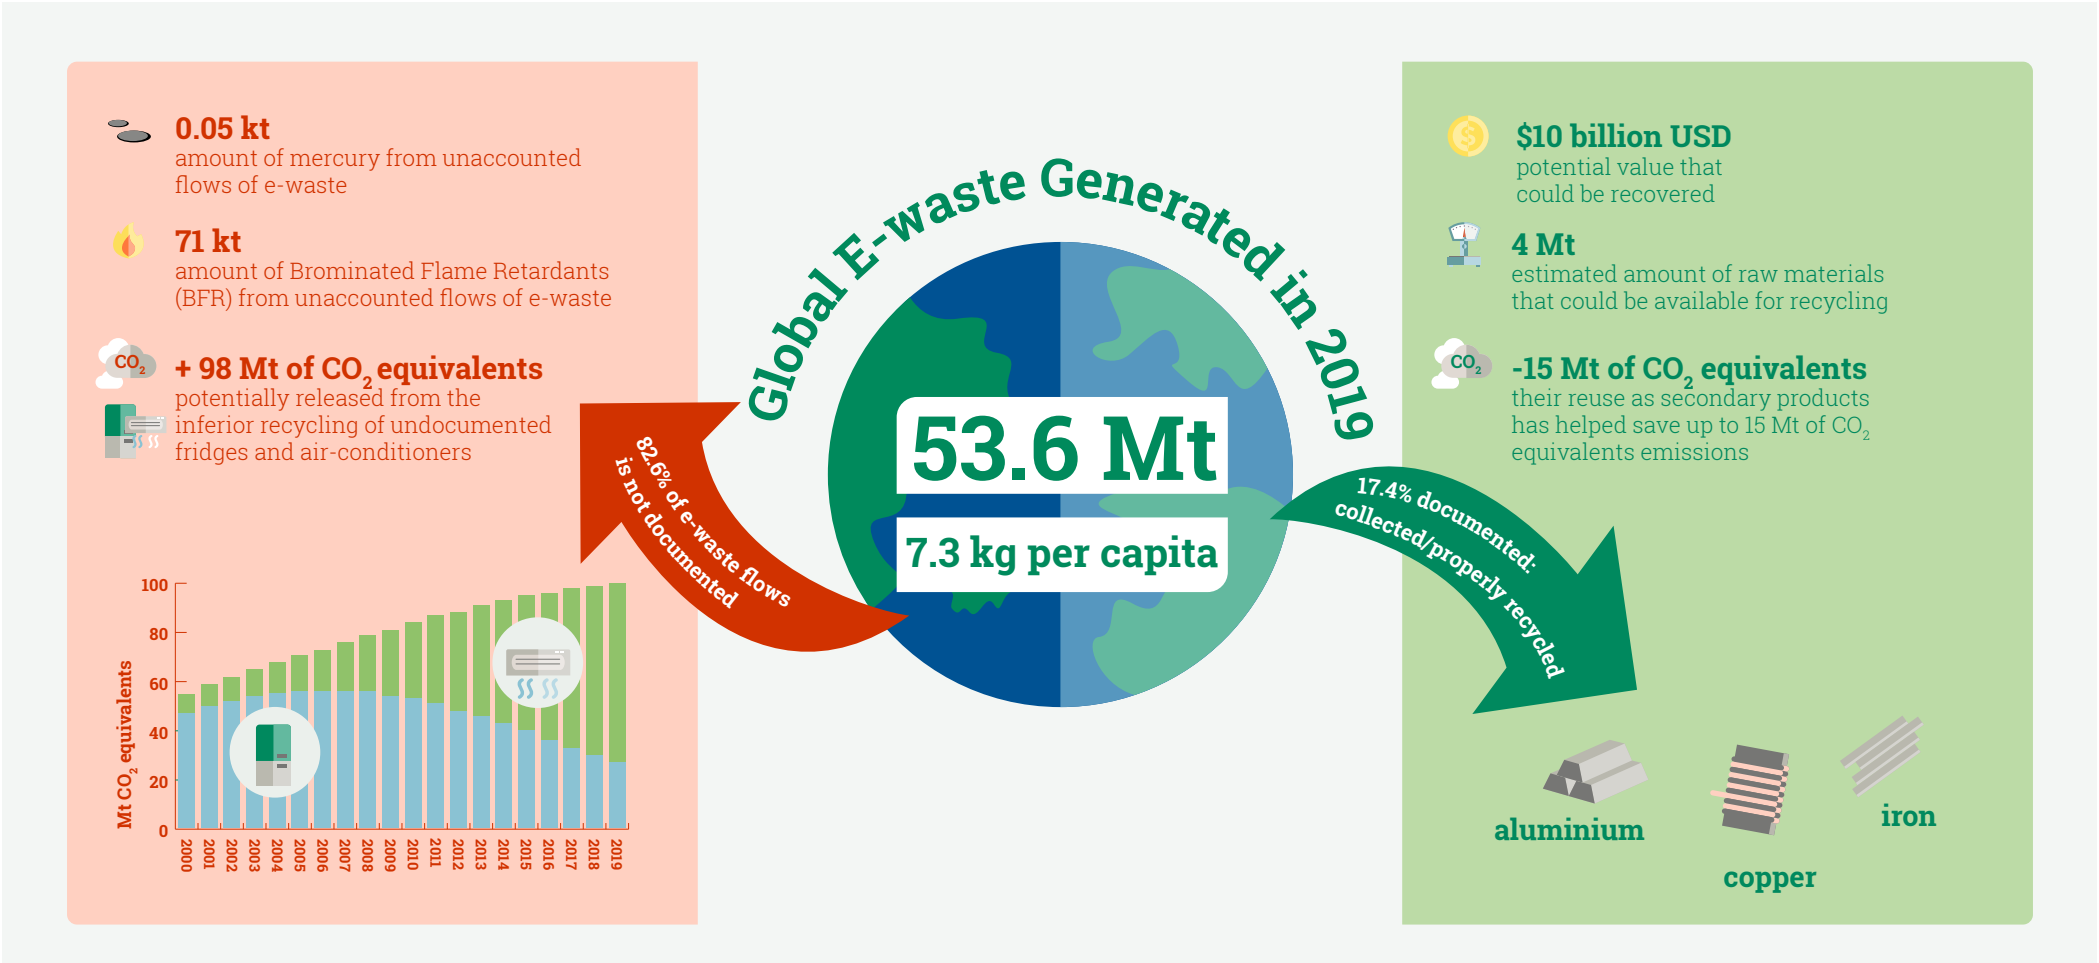 Global E-waste Generated in 2019
53.6 Mt
7.3 kg per capita
0.05 kt
amount of mercury from unaccounted
flows of e-waste
71 kt
amount of Brominated Flame Retardants
(BFR) from unaccounted flows of e-waste
CO2
+ 98 Mt of CO2 equivalents
potentially released from the
inferior recycling of undocumented
fridges and air-conditioners
82.6% of e-waste flows
is not documented
Mt CO2 equivalents
100
80
60
40
20
0
2000
2001
2002
2003
2004
2005
2006
2007
2008
2009
2010
2011
2012
2013
2014
2015
2016
2017
2018
2019
$10 billion USD
potential value that
could be recovered
4 Mt
estimated amount of raw materials
that could be available for recycling
CO2
-15 Mt of CO2 equivalents
their reuse as secondary products
has helped save up to 15 Mt of CO2
equivalents emissions
17.4% documented:
collected/properly recycled
aluminium
copper
iron